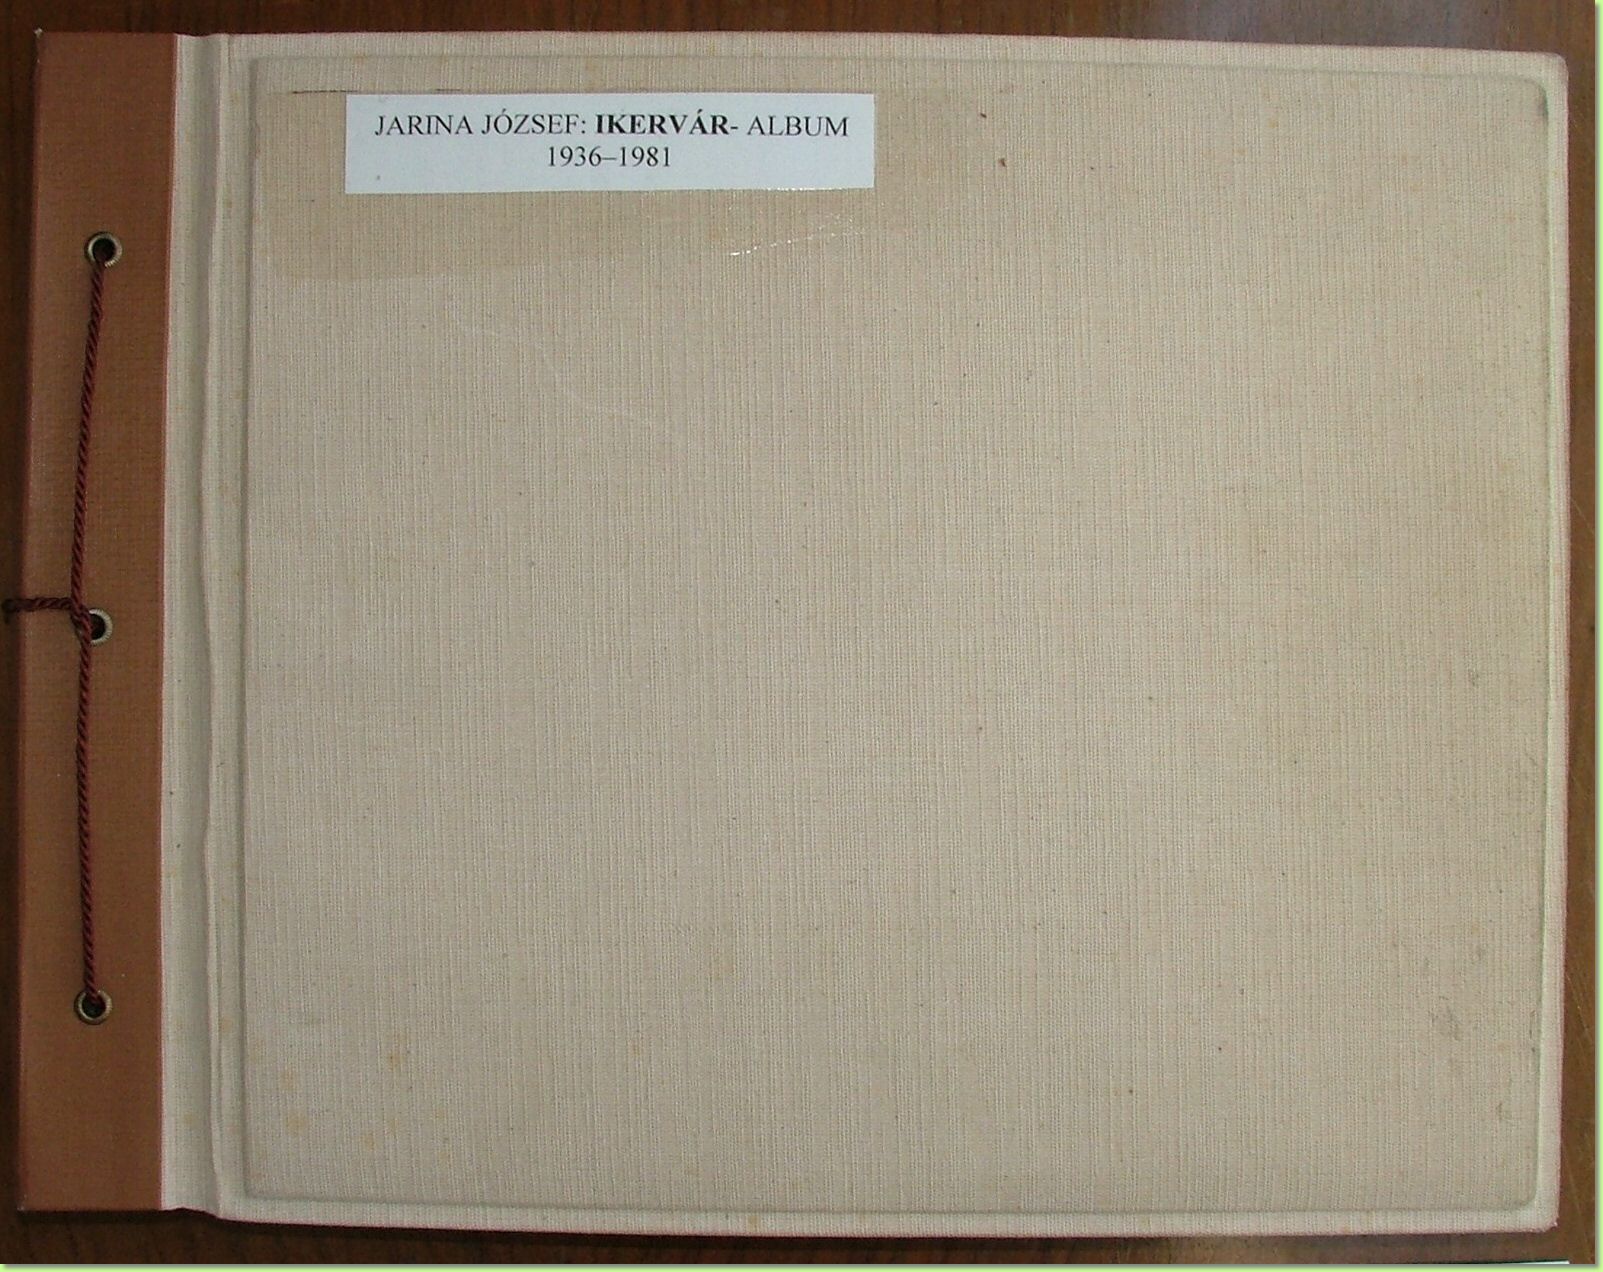 JARINA JÓZSEF: IKERVÁR- ALBUM
1936–1981